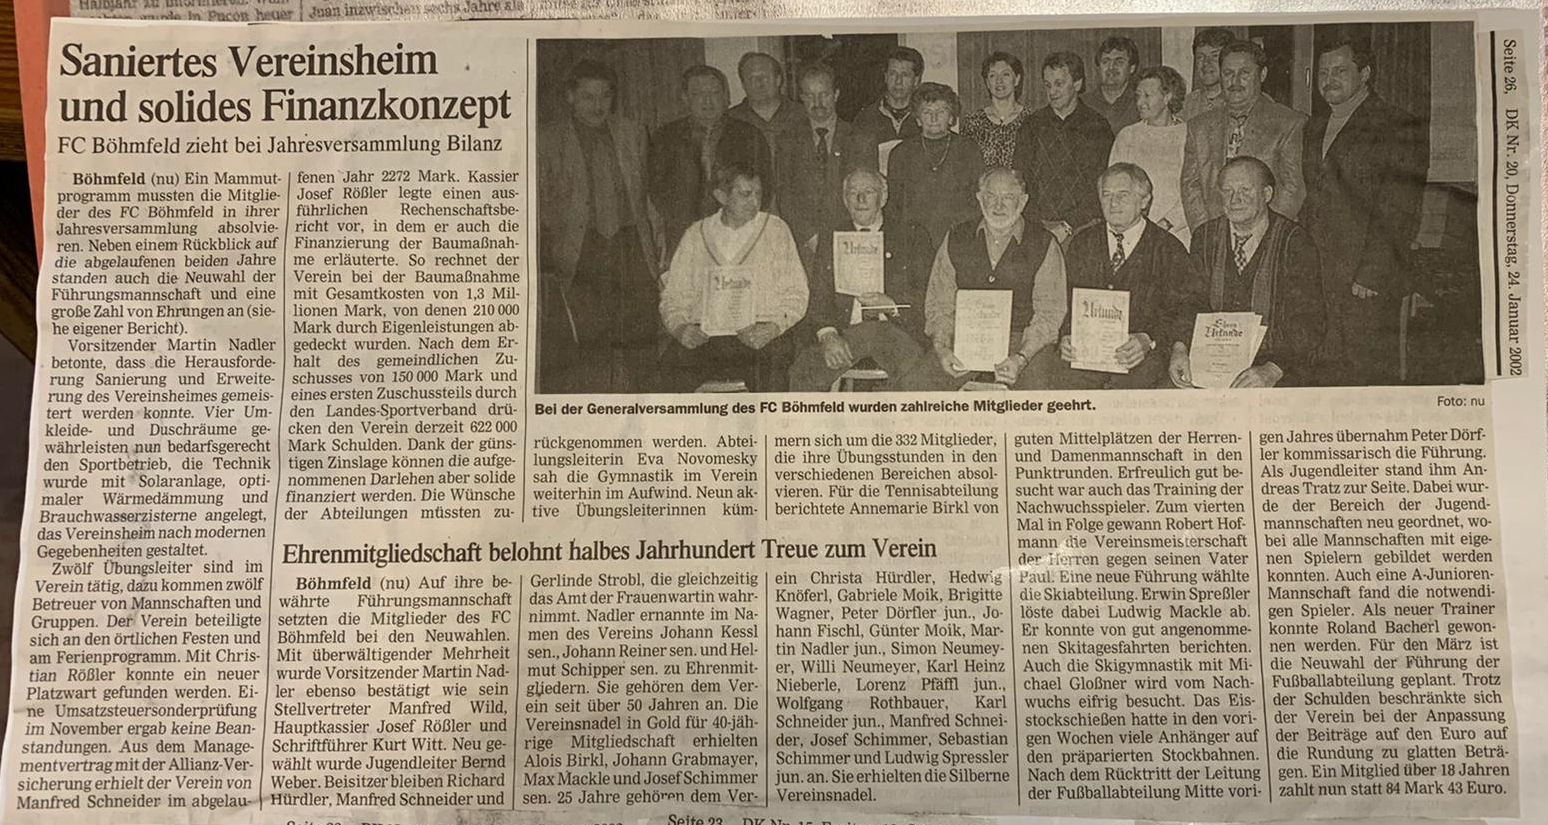 Juan inzwischen sechs Jahre als
Saniertes Vereinsheim
und solides Finanzkonzept
FC Böhmfeld zieht bei Jahresversammlung Bilanz
Böhmfeld (nu) Ein Mammut-
programm mussten die Mitglie-
der des FC Böhmfeld in ihrer
Jahresversammlung absolvie-
ren. Neben einem Rückblick auf
die abgelaufenen beiden Jahre
standen auch die Neuwahl der
Führungsmannschaft und eine
große Zahl von Ehrungen an (sie-
he eigener Bericht).
Vorsitzender Martin Nadler
betonte, dass die Herausforde-
rung Sanierung und Erweite-
rung des Vereinsheimes gemeis-
tert werden konnte. Vier Um-
kleide- und Duschräume ge-
währleisten nun bedarfsgerecht
den Sportbetrieb, die Technik
wurde mit Solaranlage, opti-
maler Wärmedämmung und
Brauchwasserzisterne angelegt,
das Vereinsheim nach modernen
Gegebenheiten gestaltet.
Zwölf Übungsleiter sind im
Verein tätig, dazu kommen zwölf
Betreuer von Mannschaften und
Gruppen. Der Verein beteiligte
sich an den örtlichen Festen und
am Ferienprogramm. Mit Chris-
tian Rößler konnte ein neuer
Platzwart gefunden werden. Ei-
ne Umsatzsteuersonderprüfung
im November ergab keine Bean-
standungen. Aus dem Manage-
mentvertrag mit der Allianz-Ver-
sicherung erhielt der Verein von
Manfred Schneider im abgelau-
fenen Jahr 2272 Mark. Kassier
Josef Rößler legte einen aus-
führlichen Rechenschaftsbe-
richt vor, in dem er auch die
Finanzierung der Baumaßnah-
me erläuterte. So rechnet der
Verein bei der Baumaßnahme
mit Gesamtkosten von 1,3 Mil-
lionen Mark, von denen 210 000
Mark durch Eigenleistungen ab-
gedeckt wurden. Nach dem Er-
halt des gemeindlichen Zu-
schusses von 150 000 Mark und
eines ersten Zuschussteils durch
den Landes-Sportverband drü-
cken den Verein derzeit 622 000
Mark Schulden. Dank der güns-
tigen Zinslage können die aufge-
nommenen Darlehen aber solide
finanziert werden. Die Wünsche
der Abteilungen müssten zu-
Urkunde
Urkunde
Urkunde
Ehren
Urkunde
Bei der Generalversammlung des FC Böhmfeld wurden zahlreiche Mitglieder geehrt.
Foto: nu
Seite 26, DK Nr. 20, Donnerstag, 24. Januar 2002
rückgenommen werden. Abtei-
lungsleiterin Eva Novomesky
sah die Gymnastik im Verein
weiterhin im Aufwind. Neun ak-
tive Übungsleiterinnen küm-
mern sich um die 332 Mitglieder,
die ihre Übungsstunden in den
verschiedenen Bereichen absol-
vieren. Für die Tennisabteilung
berichtete Annemarie Birkl von
guten Mittelplätzen der Herren-
und Damenmannschaft in den
Punktrunden. Erfreulich gut be-
sucht war auch das Training der
Nachwuchsspieler. Zum vierten
Mal in Folge gewann Robert Hof-
mann die Vereinsmeisterschaft
der Herren gegen seinen Vater
Paul. Eine neue Führung wählte
die Skiabteilung. Erwin Spreßler
löste dabei Ludwig Mackle ab.
Er konnte von gut angenomme-
nen Skitagesfahrten berichten.
Auch die Skigymnastik mit Mi-
chael Gloßner wird vom Nach-
wuchs eifrig besucht. Das Eis-
stockschießen hatte in den vori-
gen Wochen viele Anhänger auf
den präparierten Stockbahnen.
Nach dem Rücktritt der Leitung
der Fußballabteilung Mitte vori-
gen Jahres übernahm Peter Dörf-
ler kommissarisch die Führung.
Als Jugendleiter stand ihm An-
dreas Tratz zur Seite. Dabei wur-
de der Bereich der Jugend-
mannschaften neu geordnet, wo-
bei alle Mannschaften mit eige-
nen Spielern gebildet werden
konnten. Auch eine A-Junioren-
Mannschaft fand die notwendi-
gen Spieler. Als neuer Trainer
konnte Roland Bacherl gewon-
nen werden. Für den März ist
die Neuwahl der Führung der
Fußballabteilung geplant. Trotz
der Schulden beschränkte sich
der Verein bei der Anpassung
der Beiträge auf den Euro auf
die Rundung zu glatten Beträ-
gen. Ein Mitglied über 18 Jahren
zahlt nun statt 84 Mark 43 Euro.
Ehrenmitgliedschaft belohnt halbes Jahrhundert Treue zum Verein
Böhmfeld (nu) Auf ihre be-
währte Führungsmannschaft
setzten die Mitglieder des FC
Böhmfeld bei den Neuwahlen.
Mit überwältigender Mehrheit
wurde Vorsitzender Martin Nad-
ler ebenso bestätigt wie sein
Stellvertreter Manfred Wild,
Hauptkassier Josef Rößler und
Schriftführer Kurt Witt. Neu ge-
wählt wurde Jugendleiter Bernd
Weber. Beisitzer bleiben Richard
Hürdler, Manfred Schneider und
Gerlinde Strobl, die gleichzeitig
das Amt der Frauenwartin wahr-
nimmt. Nadler ernannte im Na-
men des Vereins Johann Kessl
sen., Johann Reiner sen. und Hel-
mut Schipper sen. zu Ehrenmit-
gliedern. Sie gehören dem Ver-
ein seit über 50 Jahren an. Die
Vereinsnadel in Gold für 40-jäh-
rige Mitgliedschaft erhielten
Alois Birkl, Johann Grabmayer,
Max Mackle und Josef Schimmer
sen. 25 Jahre gehören dem Ver-
ein Christa Hürdler, Hedwig
Knöferl, Gabriele Moik, Brigitte
Wagner, Peter Dörfler jun., Jo-
hann Fischl, Günter Moik, Mar-
tin Nadler jun., Simon Neumey-
er, Willi Neumeyer, Karl Heinz
Nieberle, Lorenz Pfäffl jun.,
Wolfgang Rothbauer, Karl
Schneider jun., Manfred Schnei-
der, Josef Schimmer, Sebastian
Schimmer und Ludwig Spressler
jun. an. Sie erhielten die Silberne
Vereinsnadel.
Seite 23